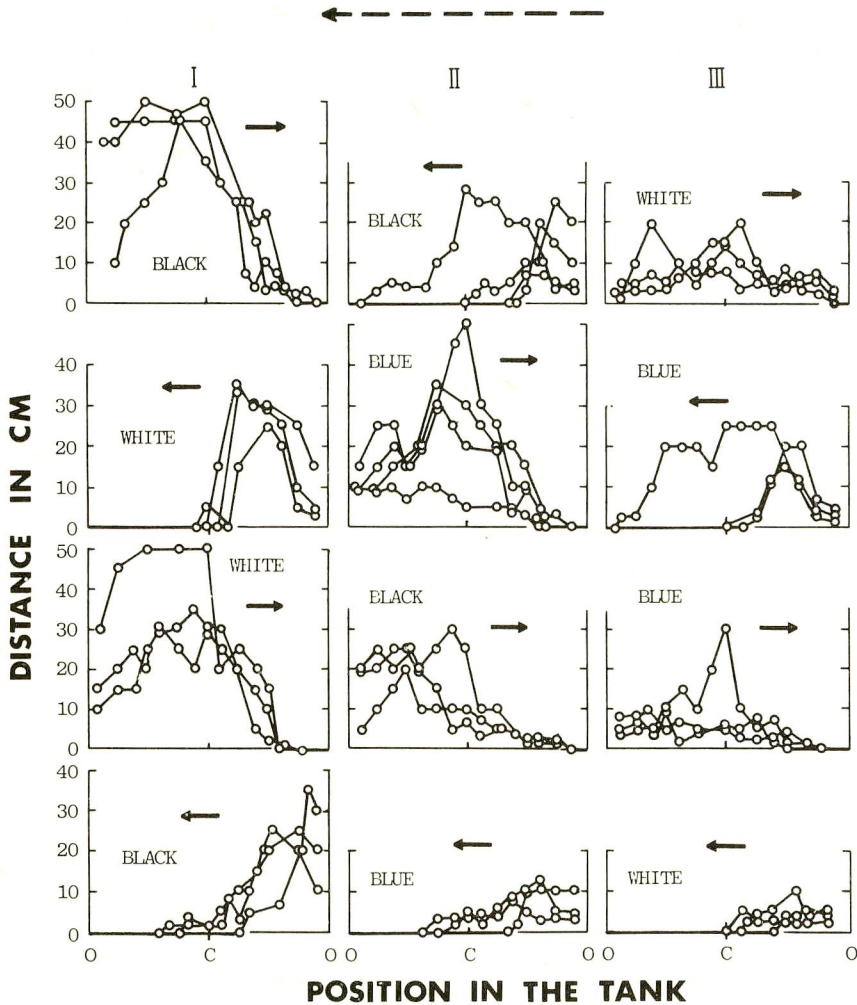 I II III
50
40
30
20
10
0
BLACK
BLACK
WHITE
40
30
20
10
0
WHITE
BLUE
BLUE
50
40
30
20
10
0
WHITE
BLACK
BLUE
40
30
20
10
0
BLACK
BLUE
WHITE
O C O C O C O
DISTANCE IN CM
POSITION IN THE TANK